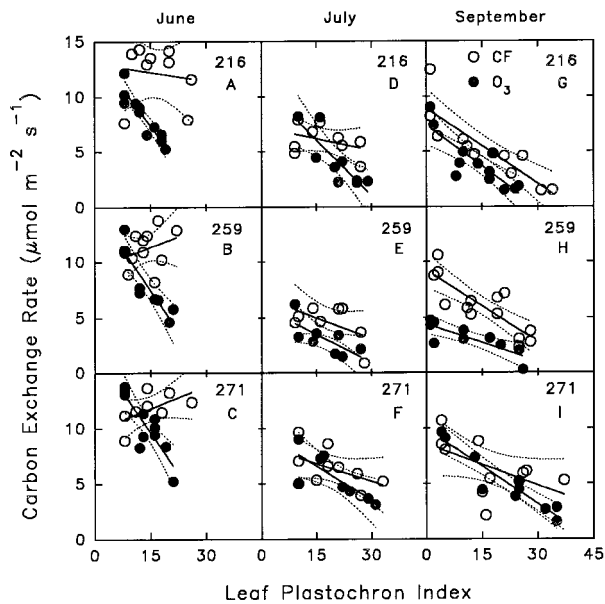 June July September
15 216 216 ○ CF 216
10 A D ● O₃ G
5
0
259 259 259
10 B E H
5
0
271 271 271
10 C F I
5
0
0 15 30 0 15 30 0 15 30 45
Carbon Exchange Rate (μmol m⁻² s⁻¹)
Leaf Plastochron Index